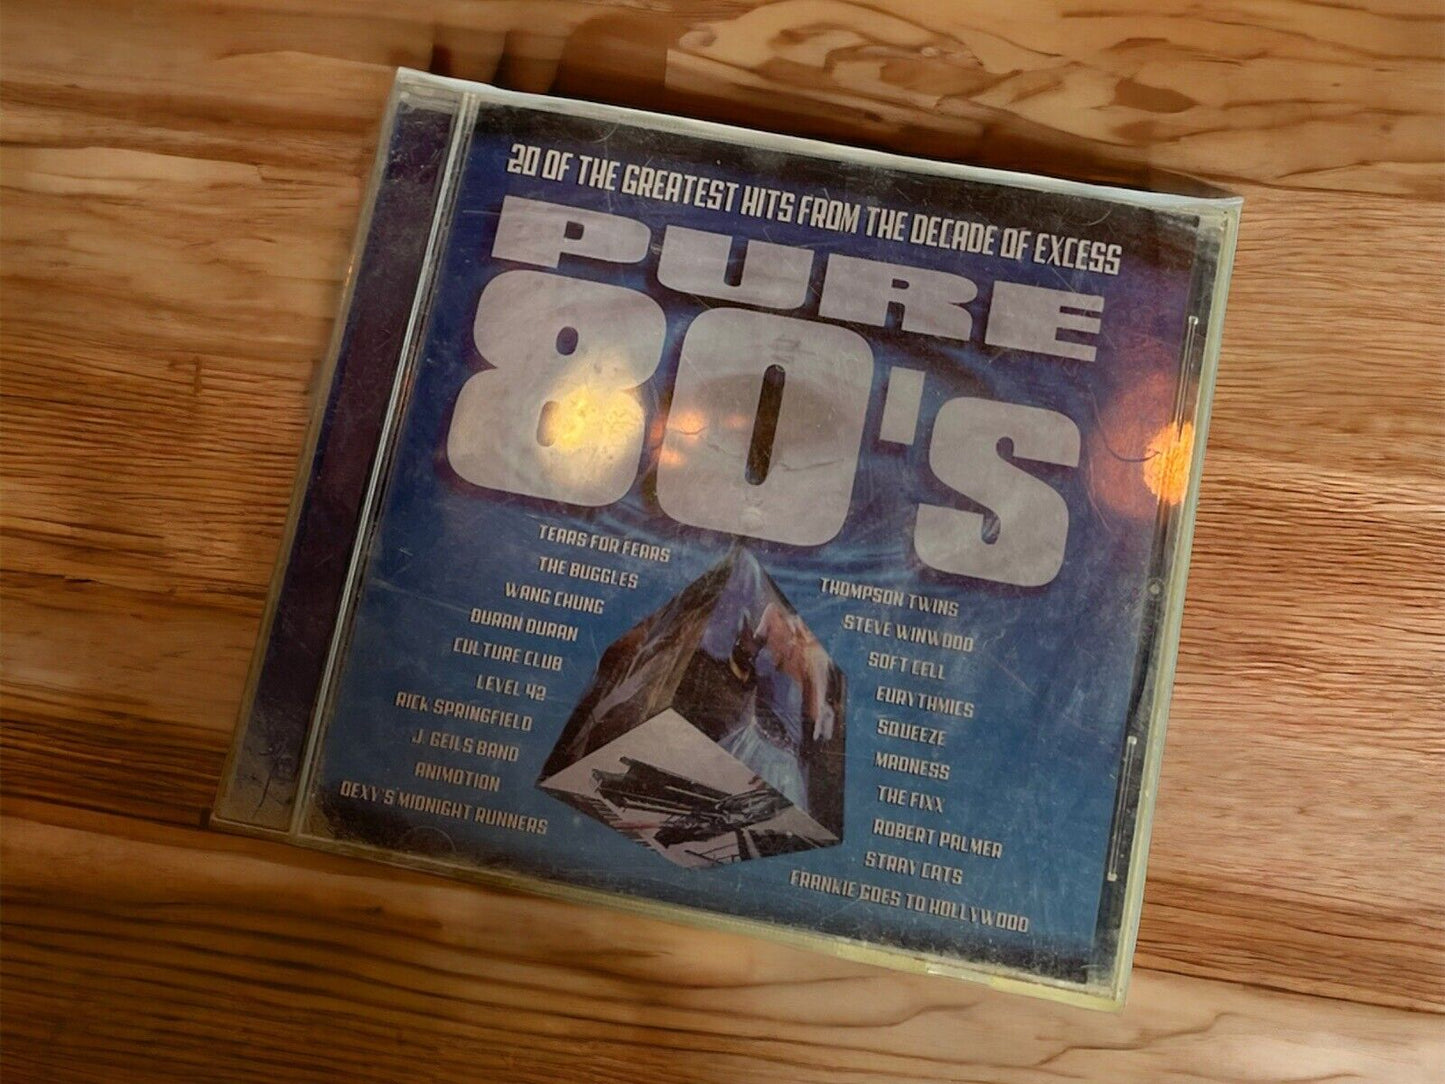 20 OF THE GREATEST HITS FROM THE DECADE OF EXCESS
PURE
80'S
TEARS FOR FEARS
THE BUGGLES
WANG CHUNG
DURAN DURAN
CULTURE CLUB
LEVEL 42
RICK SPRINGFIELD
J. GEILS BAND
ANIMOTION
DEXY'S MIDNIGHT RUNNERS
THOMPSON TWINS
STEVE WINWOOD
SOFT CELL
EURYTHMICS
SQUEEZE
MADNESS
THE FIXX
ROBERT PALMER
STRAY CATS
FRANKIE GOES TO HOLLYWOOD